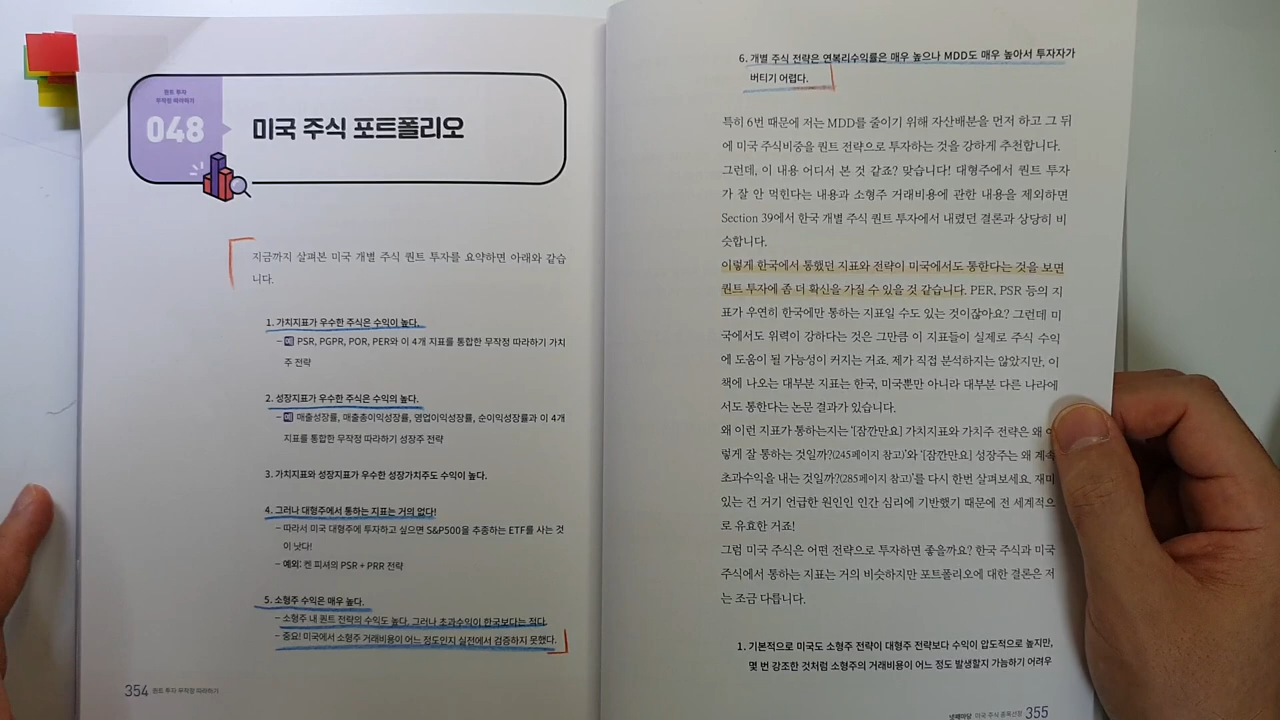 퀀트 투자
무작정 따라하기
048
미국 주식 포트폴리오
지금까지 살펴본 미국 개별 주식 퀀트 투자를 요약하면 아래와 같습
니다.
1. 가치지표가 우수한 주식은 수익이 높다.
– 예 PSR, PGPR, POR, PER와 이 4개 지표를 통합한 무작정 따라하기 가치
주 전략
2. 성장지표가 우수한 주식은 수익의 높다.
– 예 매출성장률, 매출총이익성장률, 영업이익성장률, 순이익성장률과 이 4개
지표를 통합한 무작정 따라하기 성장주 전략
3. 가치지표와 성장지표가 우수한 성장가치주도 수익이 높다.
4. 그러나 대형주에서 통하는 지표는 거의 없다!
– 따라서 미국 대형주에 투자하고 싶으면 S&P500을 추종하는 ETF를 사는 것
이 낫다!
– 예외: 켄 피셔의 PSR + PRR 전략
5. 소형주 수익은 매우 높다.
– 소형주 내 퀀트 전략의 수익도 높다. 그러나 초과수익이 한국보다는 적다.
– 중요! 미국에서 소형주 거래비용이 어느 정도인지 실전에서 검증하지 못했다.
354 퀀트 투자 무작정 따라하기
6. 개별 주식 전략은 연복리수익률은 매우 높으나 MDD도 매우 높아서 투자자가
버티기 어렵다.
특히 6번 때문에 저는 MDD를 줄이기 위해 자산배분을 먼저 하고 그 뒤
에 미국 주식비중을 퀀트 전략으로 투자하는 것을 강하게 추천합니다.
그런데, 이 내용 어디서 본 것 같죠? 맞습니다! 대형주에서 퀀트 투자
가 잘 안 먹힌다는 내용과 소형주 거래비용에 관한 내용을 제외하면
Section 39에서 한국 개별 주식 퀀트 투자에서 내렸던 결론과 상당히 비
슷합니다.
이렇게 한국에서 통했던 지표와 전략이 미국에서도 통한다는 것을 보면
퀀트 투자에 좀 더 확신을 가질 수 있을 것 같습니다. PER, PSR 등의 지
표가 우연히 한국에만 통하는 지표일 수도 있는 것이잖아요? 그런데 미
국에서도 위력이 강하다는 것은 그만큼 이 지표들이 실제로 주식 수익
에 도움이 될 가능성이 커지는 거죠. 제가 직접 분석하지는 않았지만, 이
책에 나오는 대부분 지표는 한국, 미국뿐만 아니라 대부분 다른 나라에
서도 통한다는 논문 결과가 있습니다.
왜 이런 지표가 통하는지는 ‘[잠깐만요] 가치지표와 가치주 전략은 왜 이
렇게 잘 통하는 것일까?(245페이지 참고)’와 ‘[잠깐만요] 성장주는 왜 계속
초과수익을 내는 것일까?(285페이지 참고)’를 다시 한번 살펴보세요. 재미
있는 건 거기 언급한 원인인 인간 심리에 기반했기 때문에 전 세계적으
로 유효한 거죠!
그럼 미국 주식은 어떤 전략으로 투자하면 좋을까요? 한국 주식과 미국
주식에서 통하는 지표는 거의 비슷하지만 포트폴리오에 대한 결론은 저
는 조금 다릅니다.
1. 기본적으로 미국도 소형주 전략이 대형주 전략보다 수익이 압도적으로 높지만,
몇 번 강조한 것처럼 소형주의 거래비용이 어느 정도 발생할지 가늠하기 어려우
넷째마당 미국 주식 종목선정 355